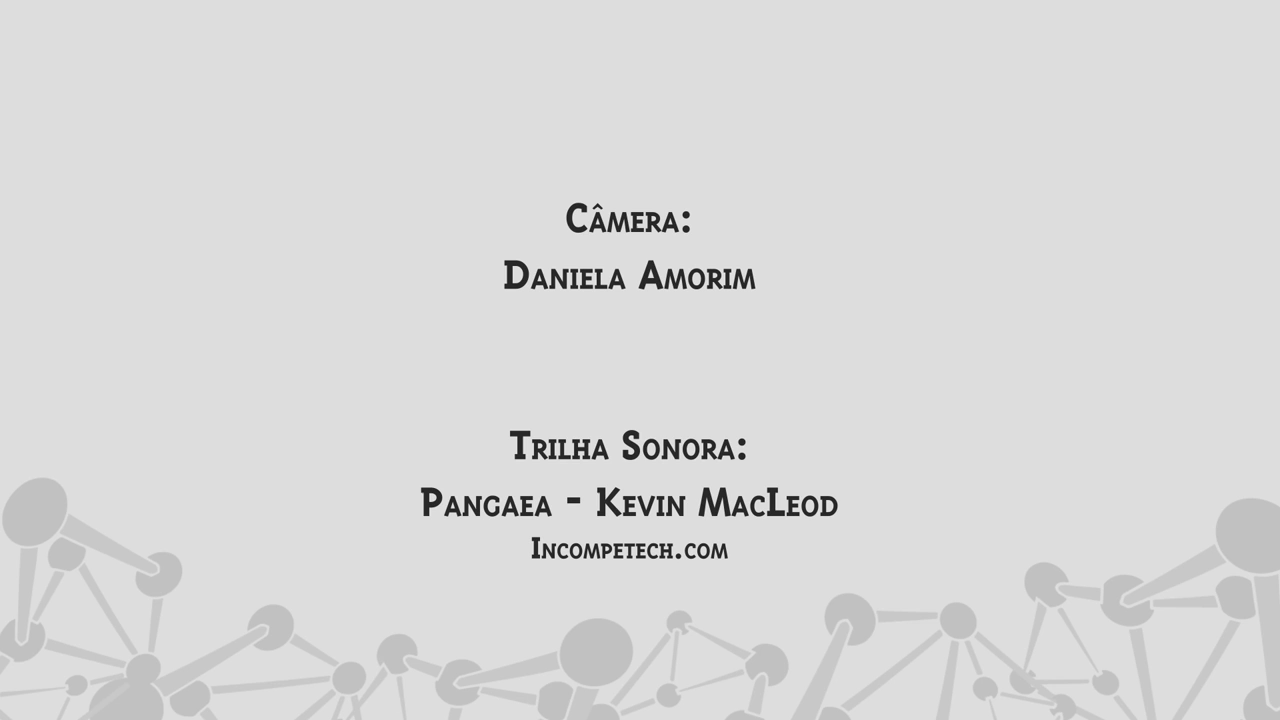 Câmera:
Daniela Amorim
Trilha Sonora:
Pangaea - Kevin MacLeod
Incompetech.com